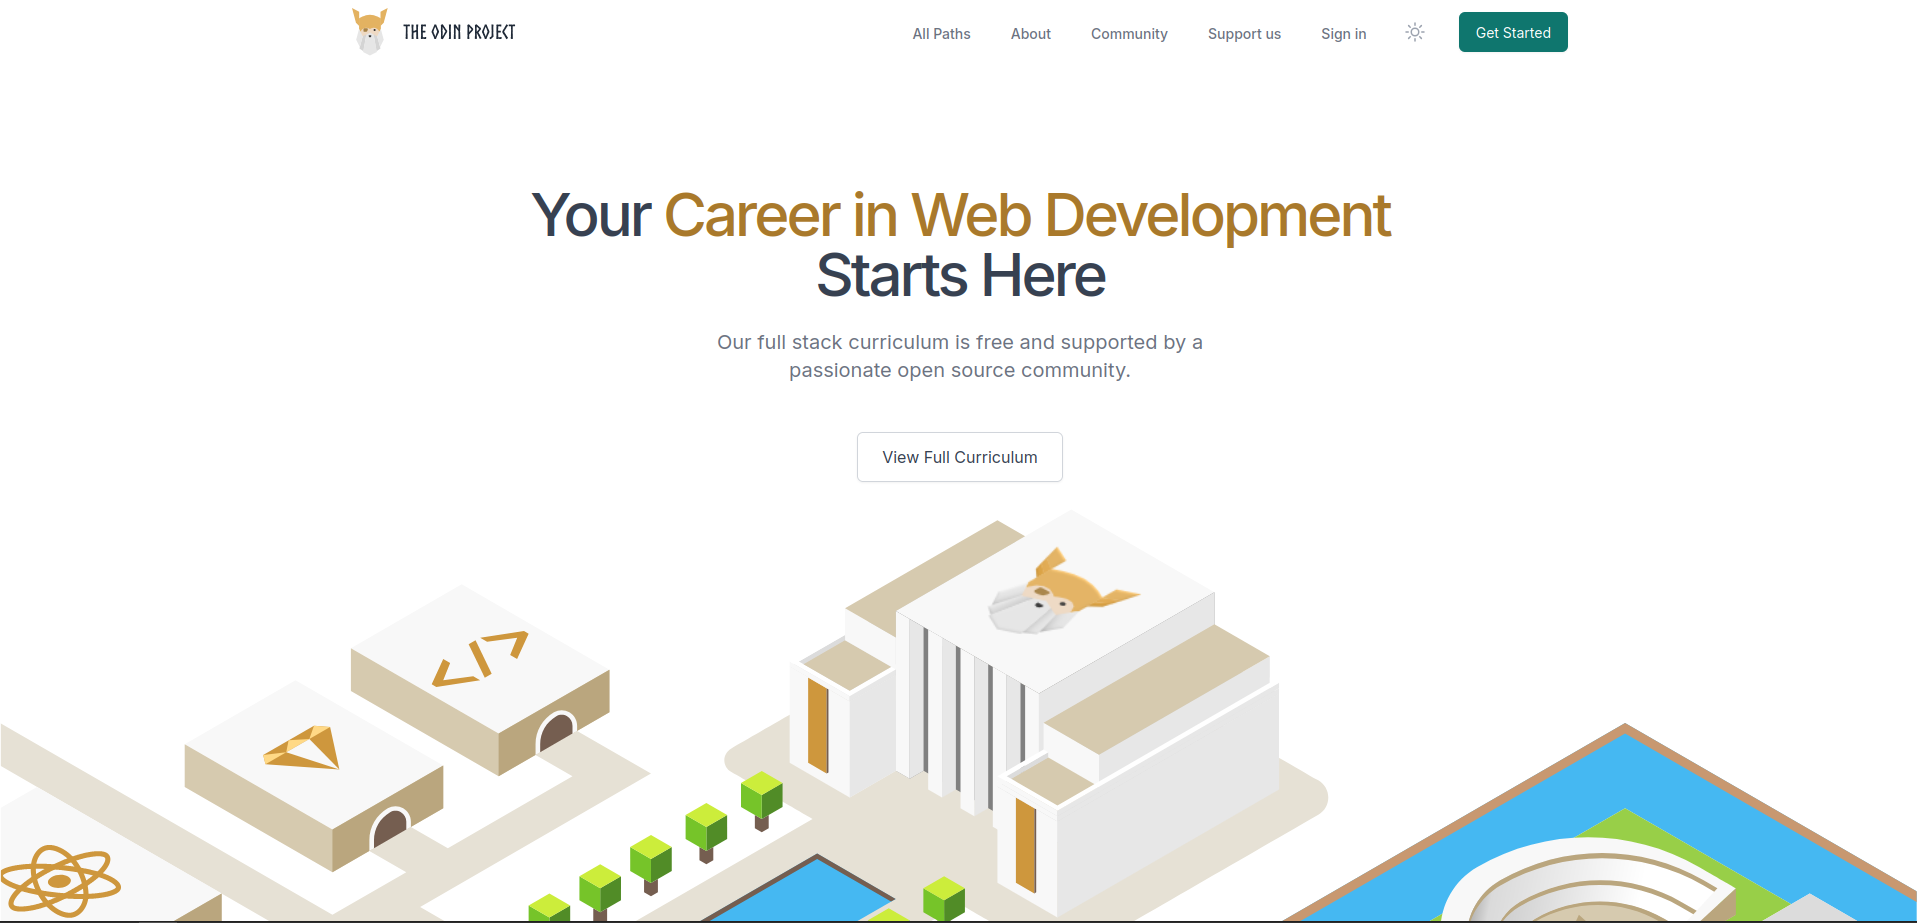 THE ODIN PROJECT
All Paths
About
Community
Support us
Sign in
Get Started
Your Career in Web Development
Starts Here
Our full stack curriculum is free and supported by a
passionate open source community.
View Full Curriculum
</>